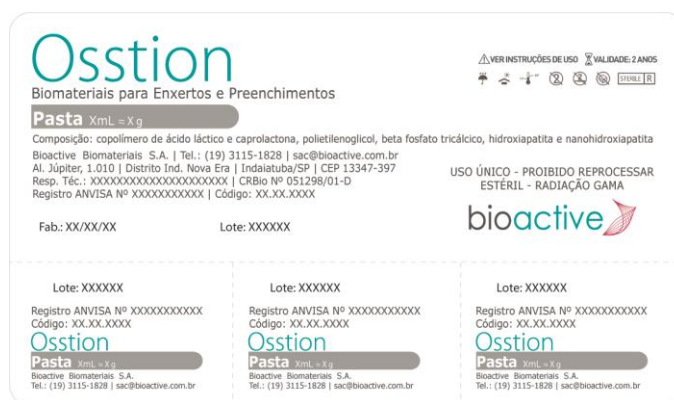 Osstion
Biomateriais para Enxertos e Preenchimentos
Pasta XmL ≈ X g
VER INSTRUÇÕES DE USO VALIDADE: 2 ANOS
STERILE R
Composição: copolímero de ácido láctico e caprolactona, polietilenoglicol, beta fosfato tricálcico, hidroxiapatita e nanohidroxiapatita
Bioactive Biomateriais S.A. | Tel.: (19) 3115-1828 | sac@bioactive.com.br
Al. Júpiter, 1.010 | Distrito Ind. Nova Era | Indaiatuba/SP | CEP 13347-397
Resp. Téc.: XXXXXXXXXXXXXXXXXXXXXX | CRBio Nº 051298/01-D
Registro ANVISA Nº XXXXXXXXXXX | Código: XX.XX.XXXX
USO ÚNICO - PROIBIDO REPROCESSAR
ESTÉRIL - RADIAÇÃO GAMA
bioactive
Fab.: XX/XX/XX Lote: XXXXXX
Lote: XXXXXX
Registro ANVISA Nº XXXXXXXXXXX
Código: XX.XX.XXXX
Osstion
Pasta XmL ≈ X g
Bioactive Biomateriais S.A.
Tel.: (19) 3115-1828 | sac@bioactive.com.br
Lote: XXXXXX
Registro ANVISA Nº XXXXXXXXXXX
Código: XX.XX.XXXX
Osstion
Pasta XmL ≈ X g
Bioactive Biomateriais S.A.
Tel.: (19) 3115-1828 | sac@bioactive.com.br
Lote: XXXXXX
Registro ANVISA Nº XXXXXXXXXXX
Código: XX.XX.XXXX
Osstion
Pasta XmL ≈ X g
Bioactive Biomateriais S.A.
Tel.: (19) 3115-1828 | sac@bioactive.com.br